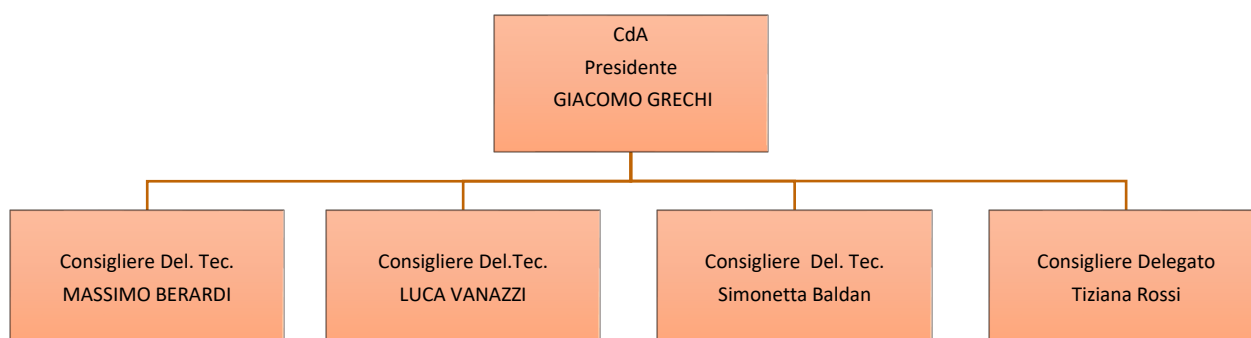 CdA
Presidente
GIACOMO GRECHI
Consigliere Del. Tec.
MASSIMO BERARDI
Consigliere Del.Tec.
LUCA VANAZZI
Consigliere  Del. Tec.
Simonetta Baldan
Consigliere Delegato
Tiziana Rossi